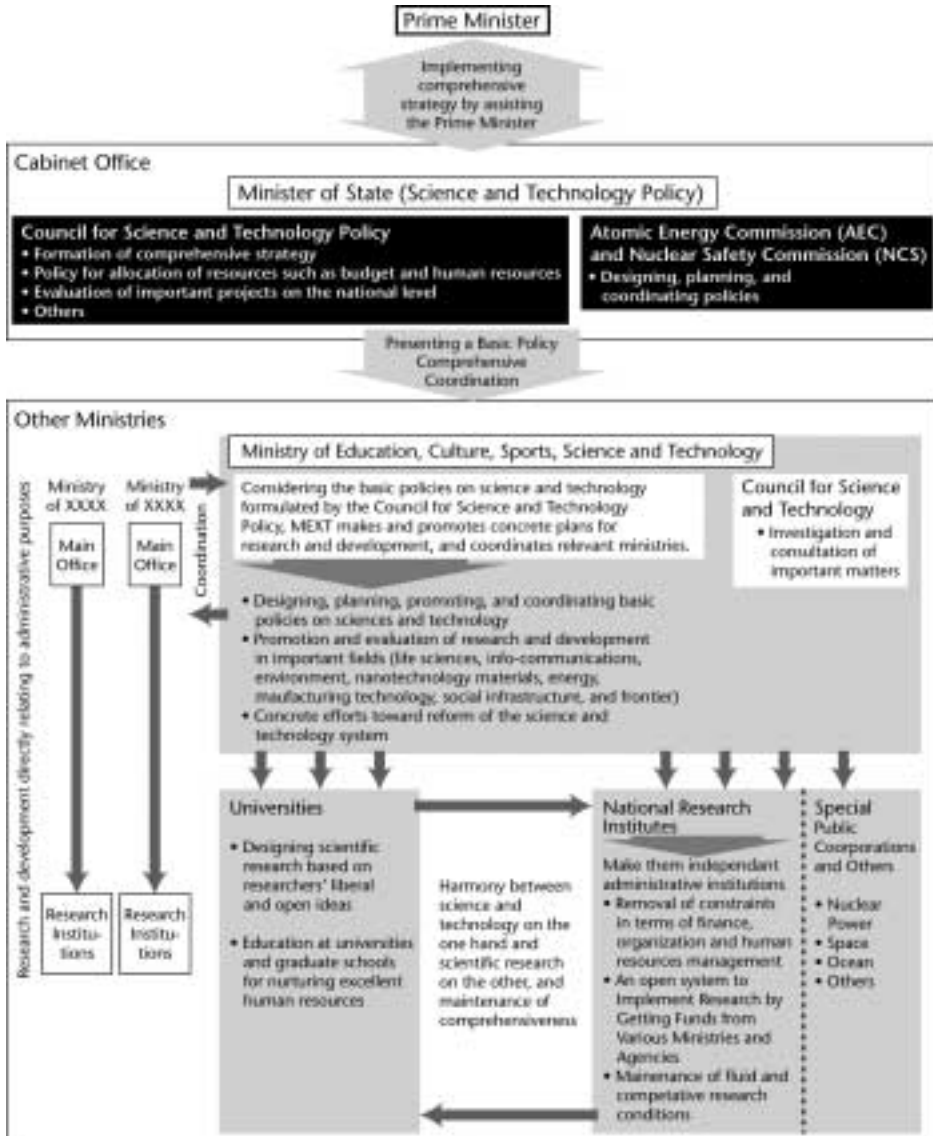 Prime Minister
Implementing
comprehensive
strategy by assisting
the Prime Minister
Cabinet Office
Minister of State (Science and Technology Policy)
Council for Science and Technology Policy
• Formation of comprehensive strategy
• Policy for allocation of resources such as budget and human resources
• Evaluation of important projects on the national level
• Others
Atomic Energy Commission (AEC)
and Nuclear Safety Commission (NCS)
• Designing, planning, and
coordinating policies
Presenting a Basic Policy
Comprehensive
Coordination
Other Ministries
Research and development directly relating to administrative purposes
Ministry
of XXXX
Main
Office
Research
Institu-
tions
Ministry
of XXXX
Main
Office
Research
Institu-
tions
Coordination
Ministry of Education, Culture, Sports, Science and Technology
Considering the basic policies on science and technology
formulated by the Council for Science and Technology
Policy, MEXT makes and promotes concrete plans for
research and development, and coordinates relevant ministries.
Council for Science
and Technology
• Investigation and
consultation of
important matters
• Designing, planning, promoting, and coordinating basic
policies on sciences and technology
• Promotion and evaluation of research and development
in important fields (life sciences, info-communications,
environment, nanotechnology materials, energy,
maufacturing technology, social infrastructure, and frontier)
• Concrete efforts toward reform of the science and
technology system
Universities
• Designing scientific
research based on
researchers' liberal
and open ideas
• Education at universities
and graduate schools
for nurturing excellent
human resources
Harmony between
science and
technology on the
one hand and
scientific research
on the other, and
maintenance of
comprehensiveness
National Research
Institutes
Make them independant
administrative institutions
• Removal of constraints
in terms of finance,
organization and human
resources management
• An open system to
Implement Research by
Getting Funds from
Various Ministries and
Agencies
• Mainenance of fluid and
competative research
conditions
Special
Public
Coorporations
and Others
• Nuclear
Power
• Space
• Ocean
• Others